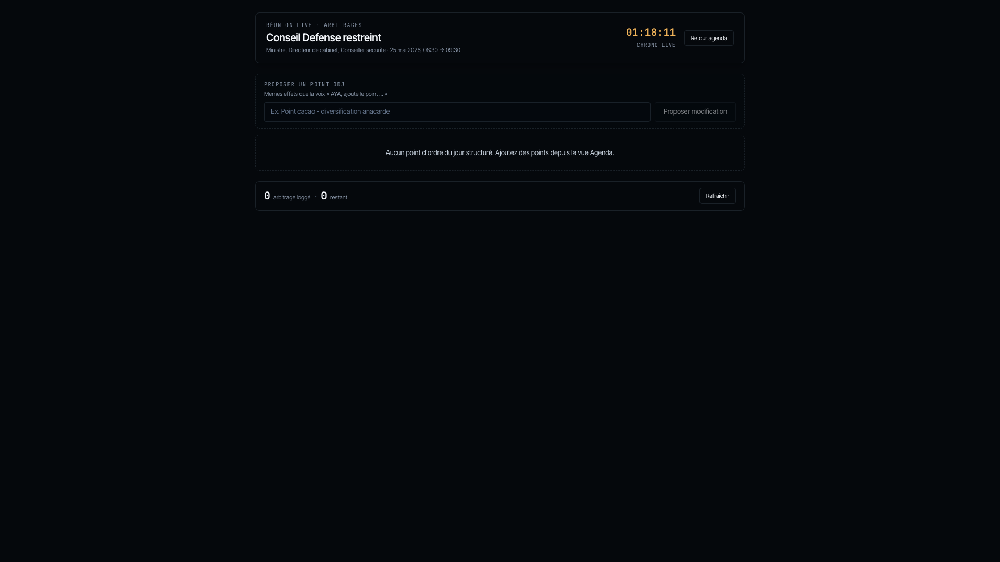 RÉUNION LIVE · ARBITRAGES
Conseil Defense restreint
Ministre, Directeur de cabinet, Conseiller securite · 25 mai 2026, 08:30 → 09:30
01:18:11
CHRONO LIVE
Retour agenda
PROPOSER UN POINT ODJ
Memes effets que la voix « AYA, ajoute le point ... »
Ex. Point cacao - diversification anacarde
Proposer modification
Aucun point d'ordre du jour structuré. Ajoutez des points depuis la vue Agenda.
0 arbitrage loggé · 0 restant
Rafraîchir